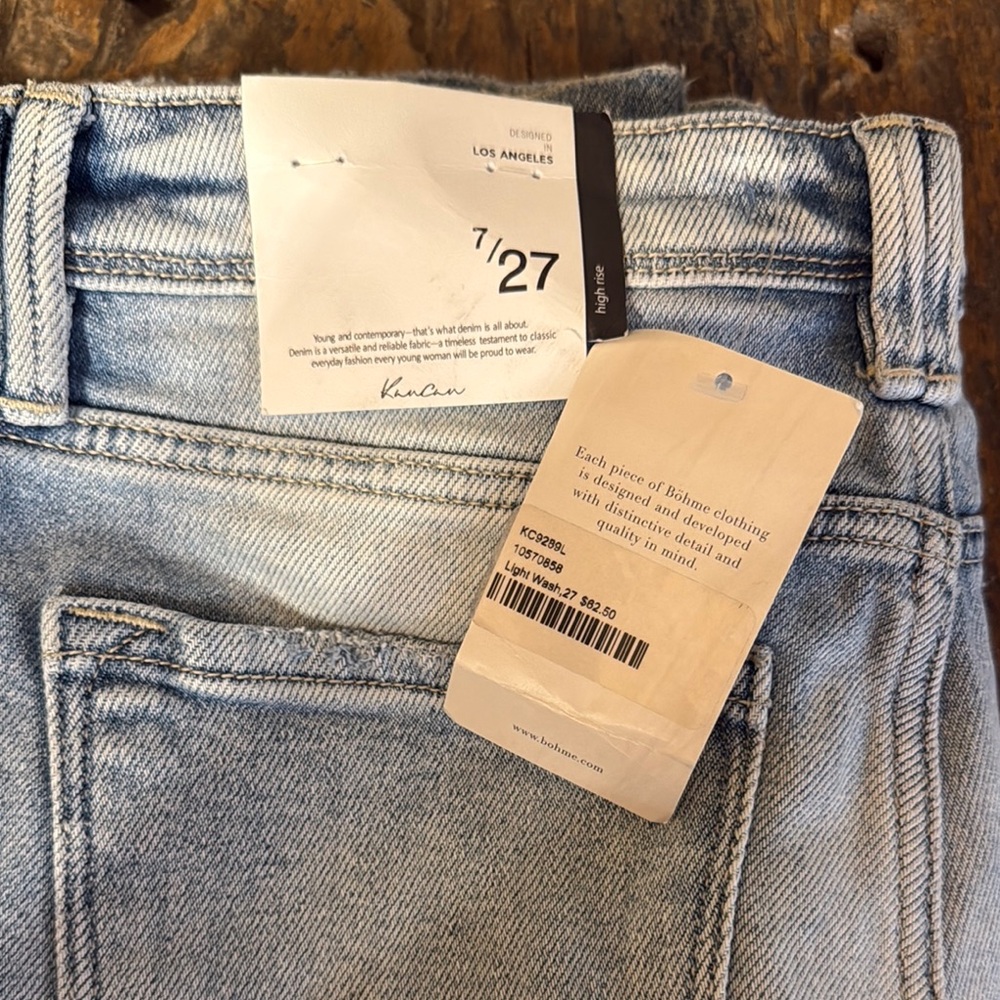 DESIGNED
IN
LOS ANGELES
7/27
high rise
Young and contemporary—that's what denim is all about.
Denim is a versatile and reliable fabric—a timeless testament to classic
everyday fashion every young woman will be proud to wear.
KanCan
Each piece of Böhme clothing
is designed and developed
with distinctive detail and
quality in mind.
KC9289L
10570858
Light Wash,27 $82.50
www.bohme.com